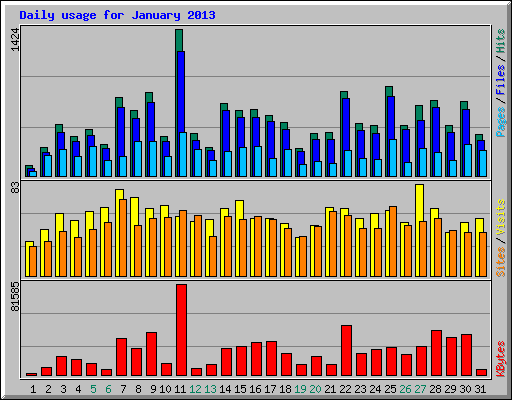 Daily usage for January 2013
1424
Pages / Files / Hits
83
Sites / Visits
81585
KBytes
1 2 3 4 5 6 7 8 9 10 11 12 13 14 15 16 17 18 19 20 21 22 23 24 25 26 27 28 29 30 31